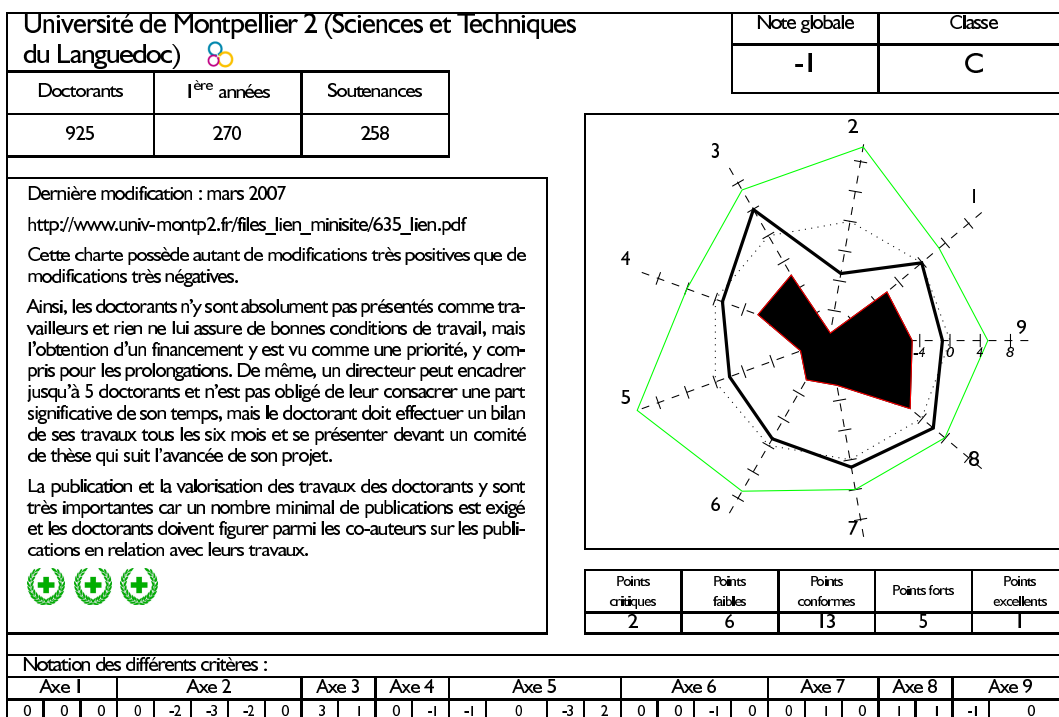 Université de Montpellier 2 (Sciences et Techniques
du Languedoc)
Note globale Classe
-1 C
Doctorants 1ère années Soutenances
925 270 258
Dernière modification : mars 2007
http://www.univ-montp2.fr/files_lien_minisite/635_lien.pdf
Cette charte possède autant de modifications très positives que de
modifications très négatives.
Ainsi, les doctorants n'y sont absolument pas présentés comme tra-
vailleurs et rien ne lui assure de bonnes conditions de travail, mais
l'obtention d'un financement y est vu comme une priorité, y com-
pris pour les prolongations. De même, un directeur peut encadrer
jusqu'à 5 doctorants et n'est pas obligé de leur consacrer une part
significative de son temps, mais le doctorant doit effectuer un bilan
de ses travaux tous les six mois et se présenter devant un comité
de thèse qui suit l'avancée de son projet.
La publication et la valorisation des travaux des doctorants y sont
très importantes car un nombre minimal de publications est exigé
et les doctorants doivent figurer parmi les co-auteurs sur les publi-
cations en relation avec leurs travaux.
2
3
1
4
9
-4 0 4 8
5
8
6
7
Points critiques Points faibles Points conformes Points forts Points excellents
2 6 13 5 1
Notation des différents critères :
Axe 1 Axe 2 Axe 3 Axe 4 Axe 5 Axe 6 Axe 7 Axe 8 Axe 9
0 0 0 0 -2 -3 -2 0 3 1 0 -1 -1 0 -3 2 0 0 -1 0 0 1 0 1 1 -1 0